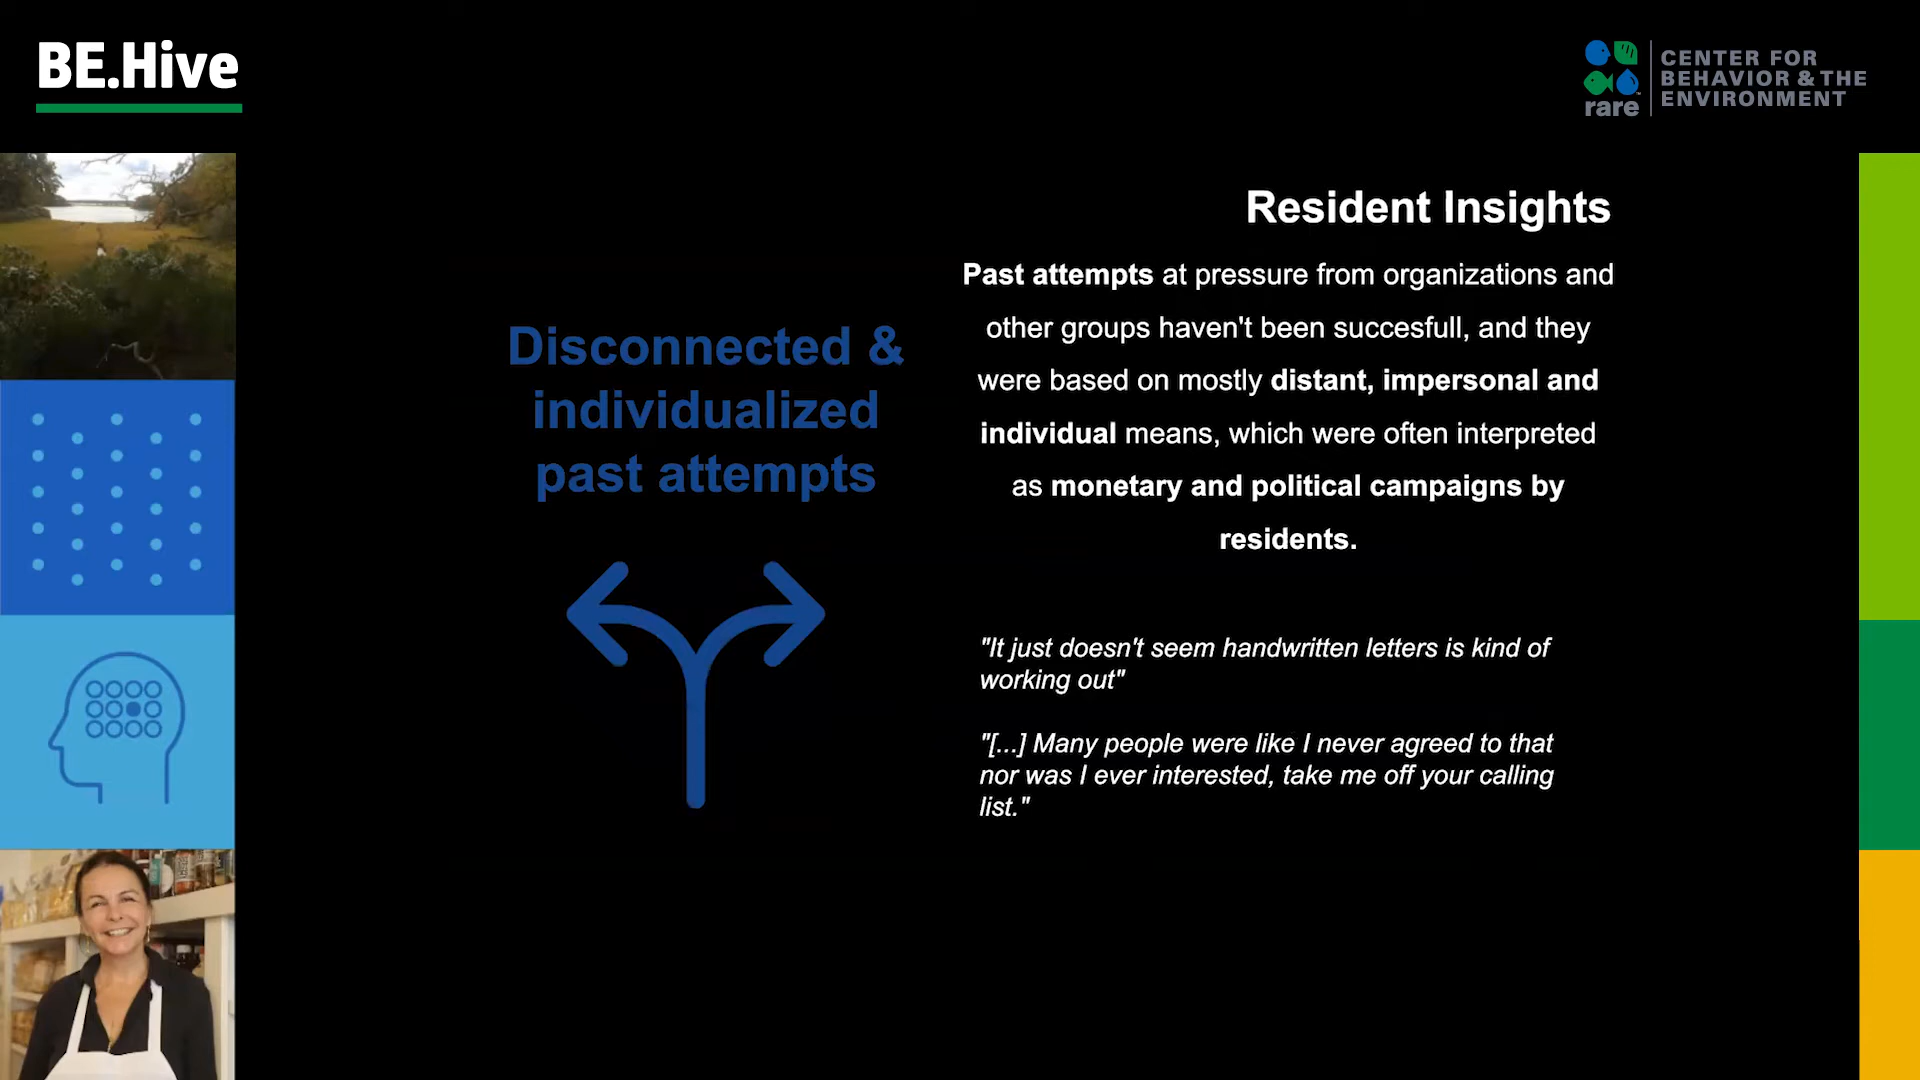 BE.Hive
rare
CENTER FOR
BEHAVIOR & THE
ENVIRONMENT
Disconnected &
individualized
past attempts
Resident Insights
Past attempts at pressure from organizations and
other groups haven't been succesfull, and they
were based on mostly distant, impersonal and
individual means, which were often interpreted
as monetary and political campaigns by
residents.
"It just doesn't seem handwritten letters is kind of
working out"
"[...] Many people were like I never agreed to that
nor was I ever interested, take me off your calling
list."